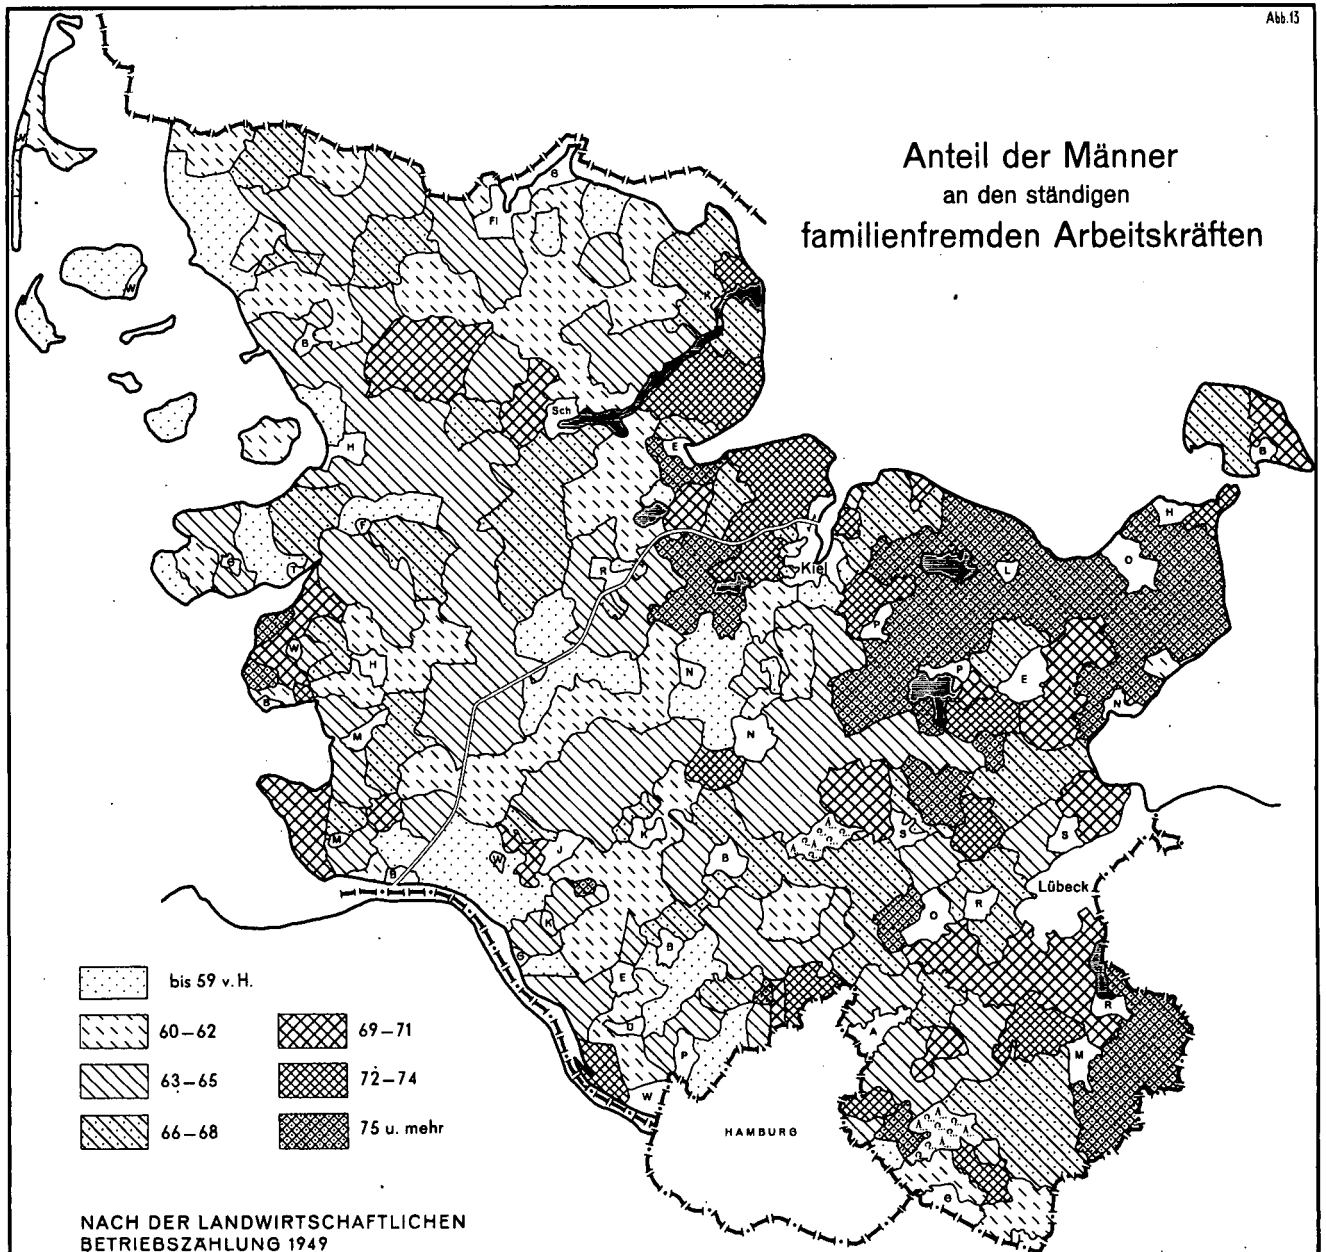 Abb.13
Anteil der Männer
an den ständigen
familienfremden Arbeitskräften
N
W
B
Fl
G
K
B
Sch
H
E
F
G
T
R
Kiel
L
H
O
B
P
P
E
N
W
H
B
M
N
N
M
B
S
W
J
K
B
S
S
Lübeck
O
R
K
G
B
E
U
P
W
A
R
M
G
HAMBURG
bis 59 v. H.
60–62
63–65
66–68
69–71
72–74
75 u. mehr
NACH DER LANDWIRTSCHAFTLICHEN
BETRIEBSZÄHLUNG 1949